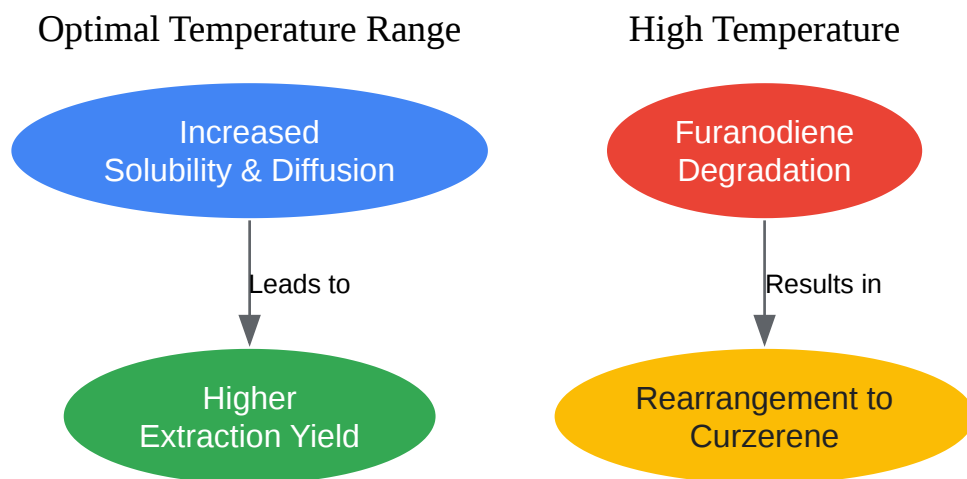 Optimal Temperature Range
Increased
Solubility & Diffusion
Leads to
Higher
Extraction Yield
High Temperature
Furanodiene
Degradation
Results in
Rearrangement to
Curzerene